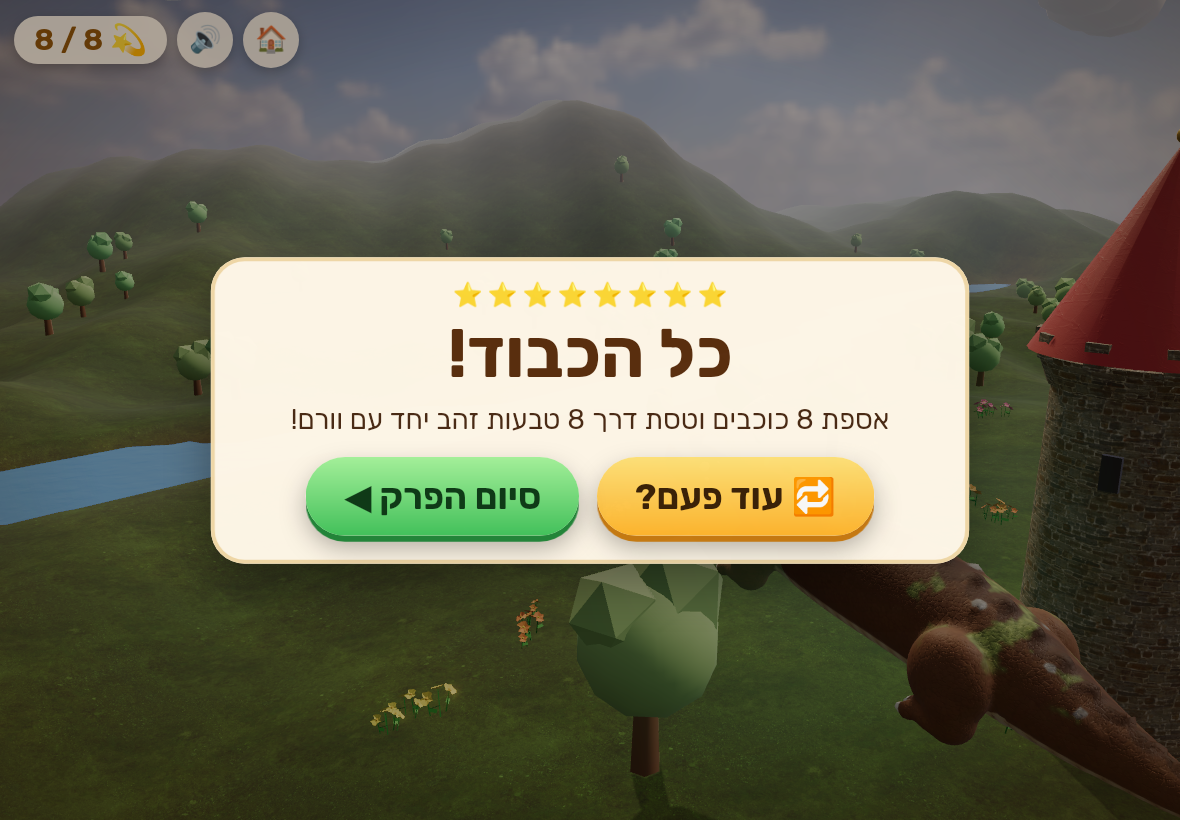 8 / 8
כל הכבוד!
אספת 8 כוכבים וטסת דרך 8 טבעות זהב יחד עם וורם!
עוד פעם?
סיום הפרק ◀